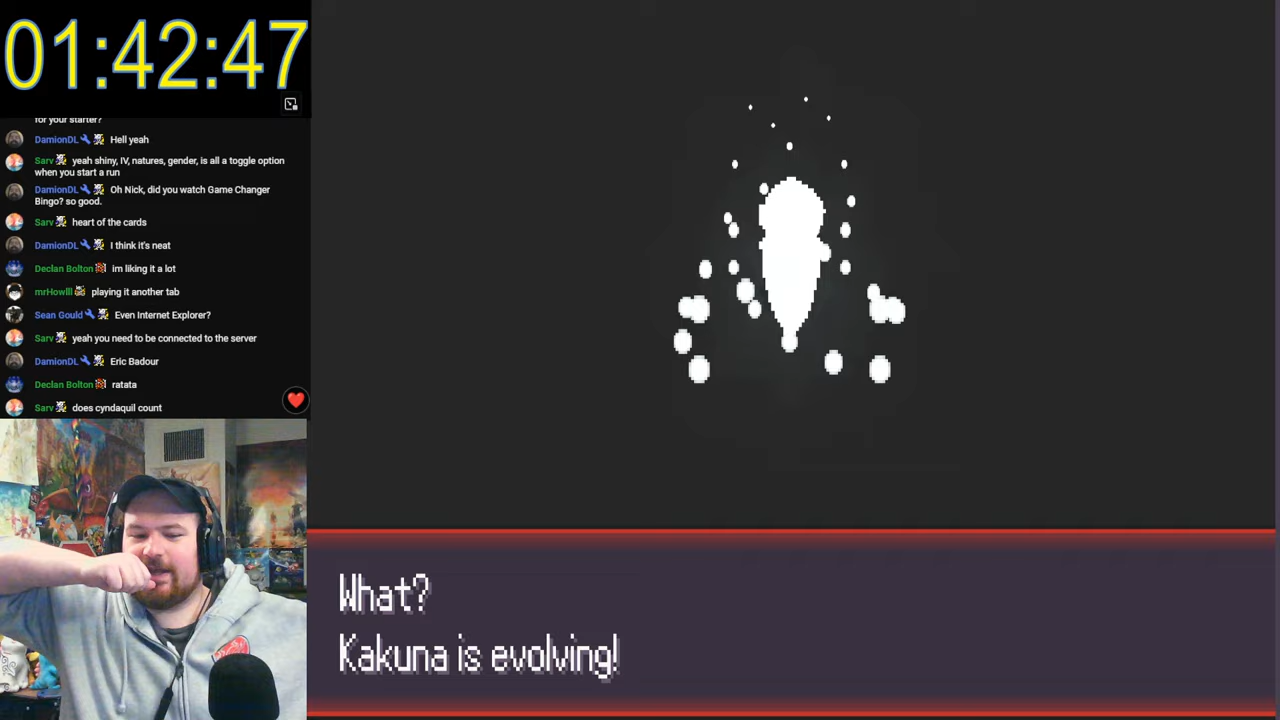 01:42:47
for your starter?
DamionDL Hell yeah
Sarv yeah shiny, IV, natures, gender, is all a toggle option
when you start a run
DamionDL Oh Nick, did you watch Game Changer
Bingo? so good.
Sarv heart of the cards
DamionDL I think it's neat
Declan Bolton im liking it a lot
mrHowlll playing it another tab
Sean Gould Even Internet Explorer?
Sarv yeah you need to be connected to the server
DamionDL Eric Badour
Declan Bolton ratata
Sarv does cyndaquil count
What?
Kakuna is evolving!